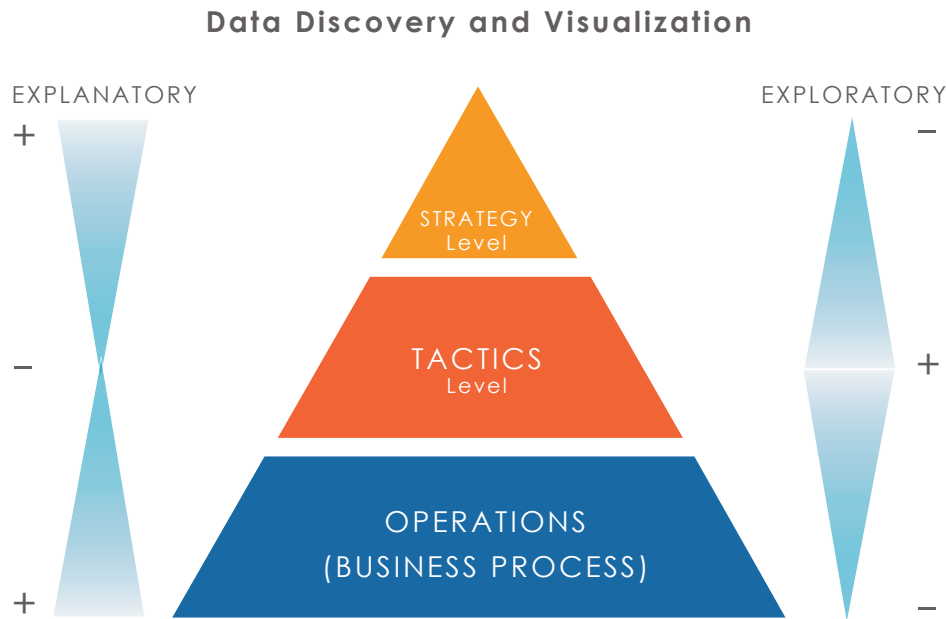 Data Discovery and Visualization
EXPLANATORY
EXPLORATORY
+
–
STRATEGY
Level
TACTICS
Level
–
+
OPERATIONS
(BUSINESS PROCESS)
+
–